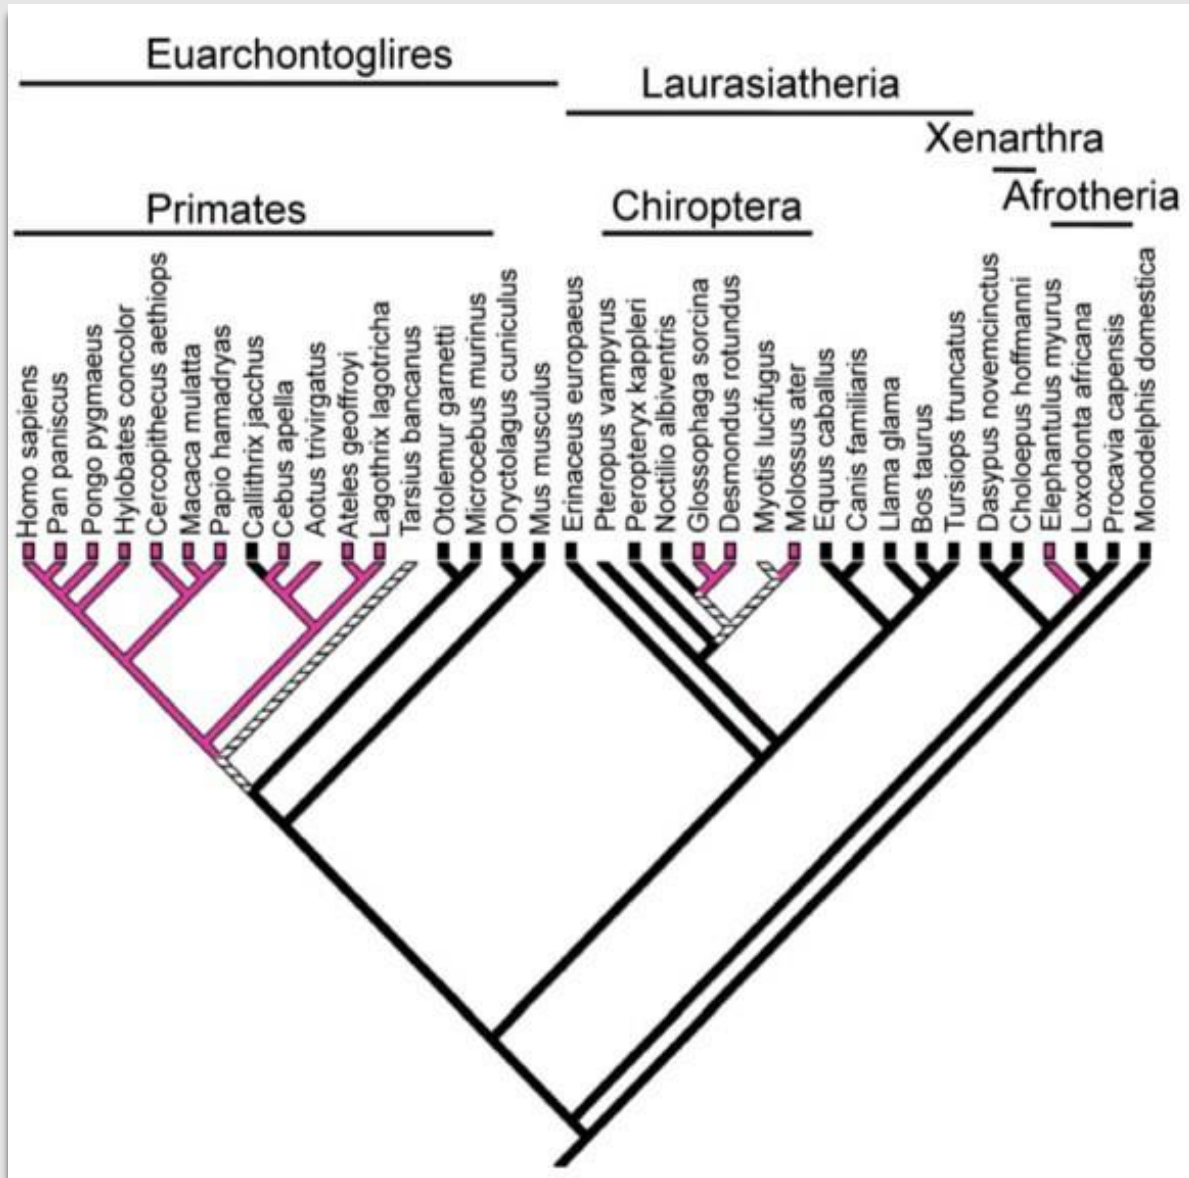 Euarchontoglires
Laurasiatheria
Xenarthra
Afrotheria
Primates
Chiroptera
Homo sapiens
Pan paniscus
Pongo pygmaeus
Hylobates concolor
Cercopithecus aethiops
Macaca mulatta
Papio hamadryas
Callithrix jacchus
Cebus apella
Aotus trivirgatus
Ateles geoffroyi
Lagothrix lagotricha
Tarsius bancanus
Otolemur garnetti
Microcebus murinus
Oryctolagus cuniculus
Mus musculus
Erinaceus europaeus
Pteropus vampyrus
Peropteryx kappleri
Noctilio albiventris
Glossophaga sorcina
Desmondus rotundus
Myotis lucifugus
Molossus ater
Equus caballus
Canis familiaris
Llama glama
Bos taurus
Tursiops truncatus
Dasypus novemcinctus
Choloepus hoffmanni
Elephantulus myurus
Loxodonta africana
Procavia capensis
Monodelphis domestica